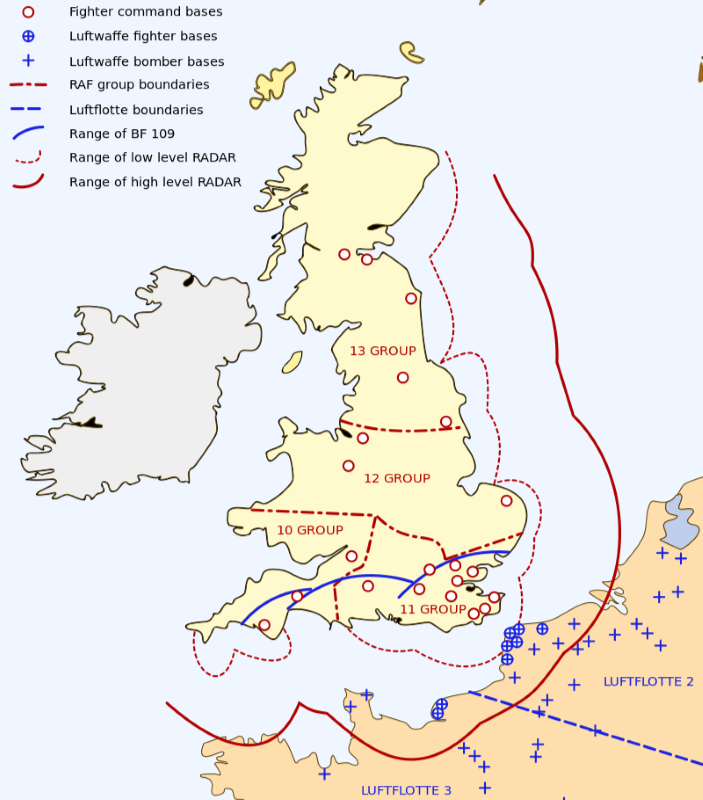 Fighter command bases
Luftwaffe fighter bases
Luftwaffe bomber bases
RAF group boundaries
Luftflotte boundaries
Range of BF 109
Range of low level RADAR
Range of high level RADAR
13 GROUP
12 GROUP
10 GROUP
11 GROUP
LUFTFLOTTE 2
LUFTFLOTTE 3